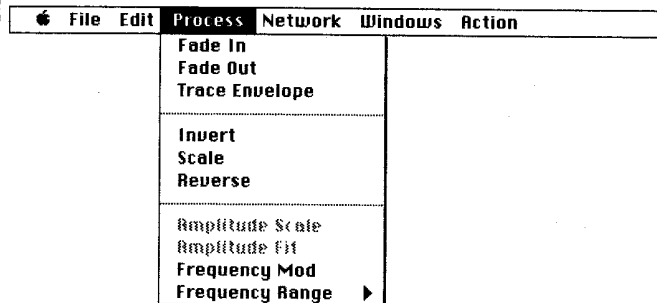 File Edit Process Network Windows Action
Fade In
Fade Out
Trace Envelope
Invert
Scale
Reverse
Amplitude Scale
Amplitude Fit
Frequency Mod
Frequency Range